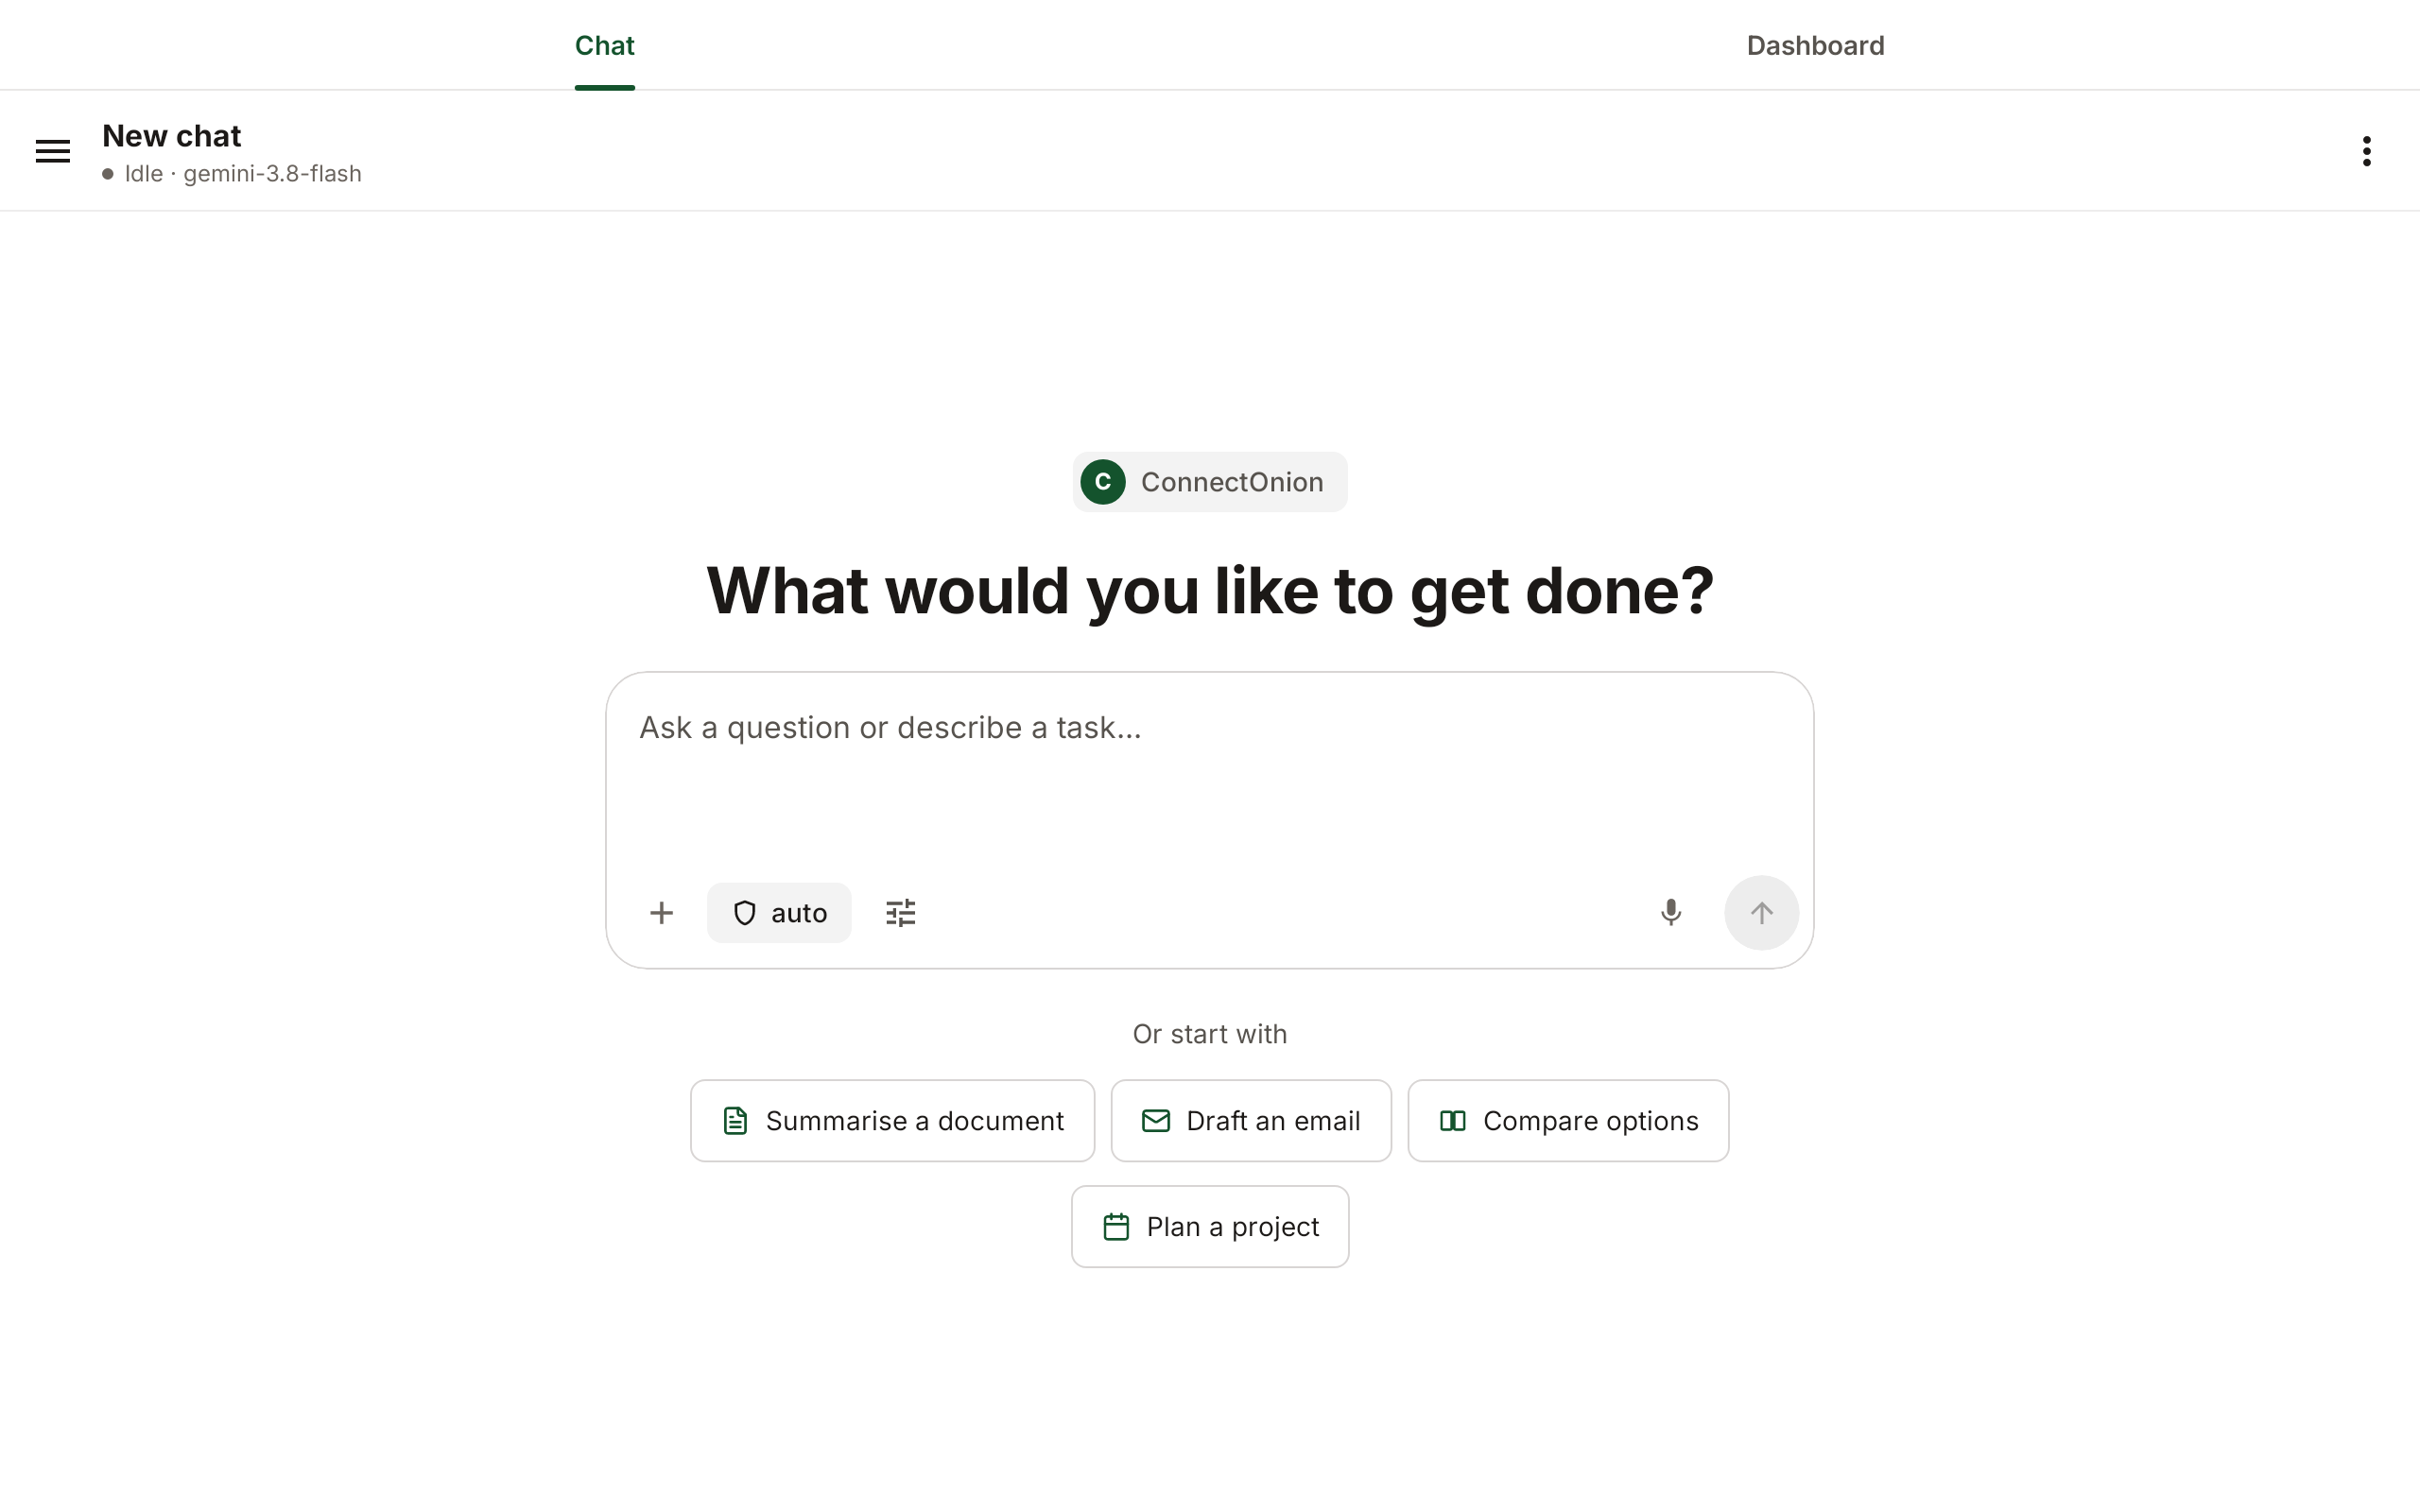 Chat
Dashboard
New chat
Idle · gemini-3.8-flash
C ConnectOnion
What would you like to get done?
Ask a question or describe a task...
auto
Or start with
Summarise a document
Draft an email
Compare options
Plan a project